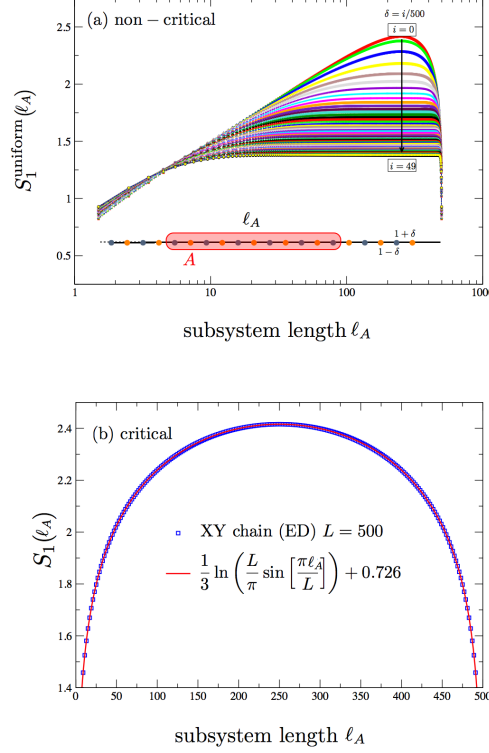 (a) non − critical
δ = i/500
i = 0
i = 49
S₁^uniform(ℓ_A)
2.5
2
1.5
1
0.5
ℓ_A
A
1 + δ
1 − δ
1 10 100 1000
subsystem length ℓ_A
(b) critical
S₁(ℓ_A)
2.4
2.2
2
1.8
1.6
1.4
XY chain (ED) L = 500
1/3 ln (L/π sin [πℓ_A/L]) + 0.726
0 50 100 150 200 250 300 350 400 450 500
subsystem length ℓ_A